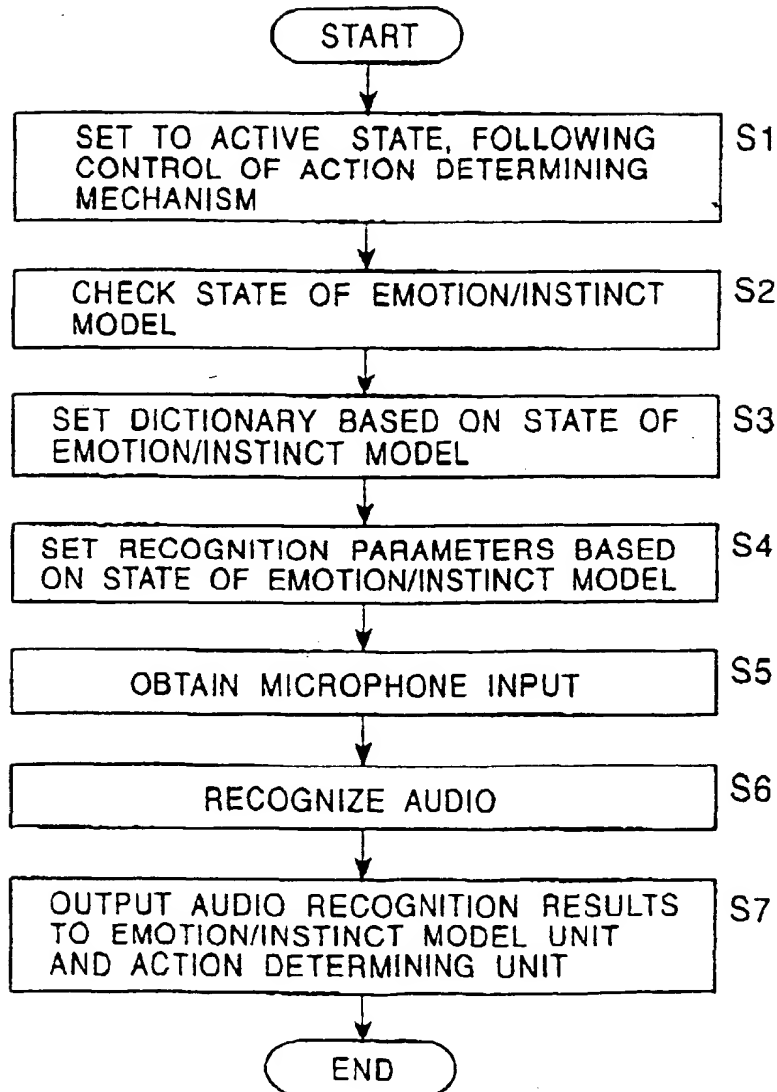 START
SET TO ACTIVE STATE, FOLLOWING S1
CONTROL OF ACTION DETERMINING
MECHANISM
CHECK STATE OF EMOTION/INSTINCT S2
MODEL
SET DICTIONARY BASED ON STATE OF S3
EMOTION/INSTINCT MODEL
SET RECOGNITION PARAMETERS BASED S4
ON STATE OF EMOTION/INSTINCT MODEL
OBTAIN MICROPHONE INPUT S5
RECOGNIZE AUDIO S6
OUTPUT AUDIO RECOGNITION RESULTS S7
TO EMOTION/INSTINCT MODEL UNIT
AND ACTION DETERMINING UNIT
END